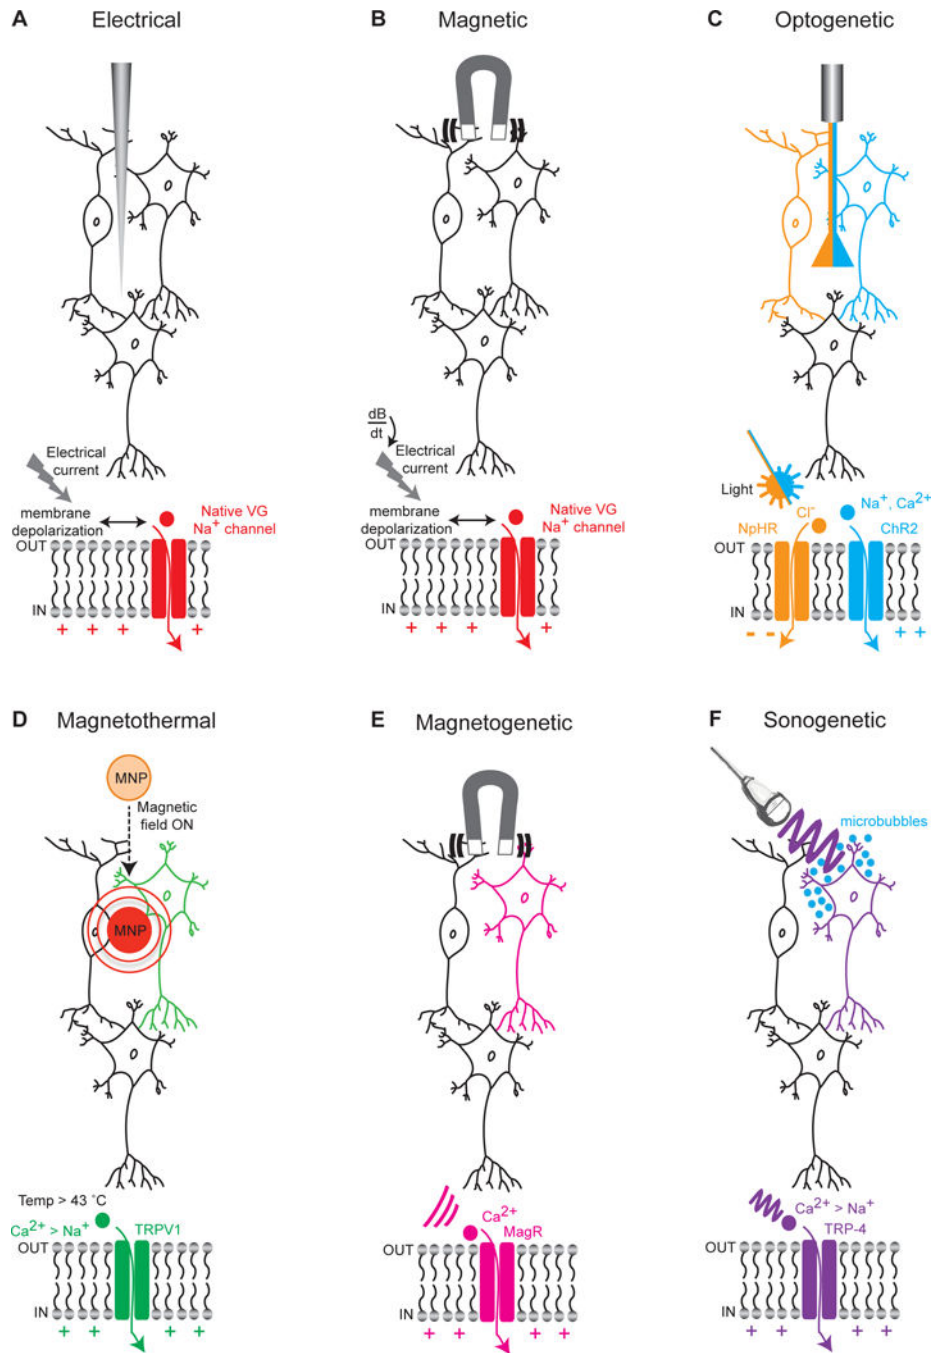 A Electrical
B Magnetic
C Optogenetic
Electrical
current
membrane
depolarization
Native VG
Na+ channel
OUT
IN
+ + + +
dB
dt
Electrical
current
membrane
depolarization
Native VG
Na+ channel
OUT
IN
+ + + +
Light
Cl-
Na+, Ca2+
NpHR
ChR2
OUT
IN
- - + +
D Magnetothermal
E Magnetogenetic
F Sonogenetic
MNP
Magnetic
field ON
MNP
Temp > 43 °C
Ca2+ > Na+
TRPV1
OUT
IN
+ + + +
Ca2+
MagR
OUT
IN
+ + + +
microbubbles
Ca2+ > Na+
TRP-4
OUT
IN
+ + + +